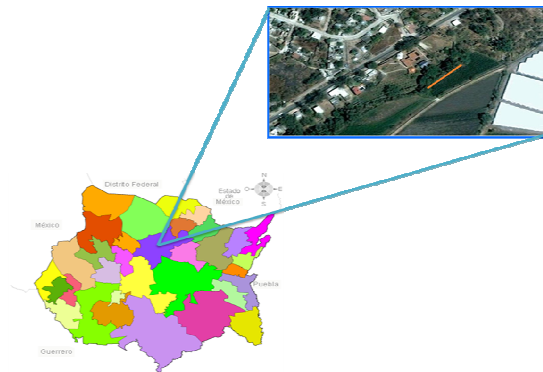 Distrito Federal
Estado
de
México
N
O
E
S
México
Puebla
Guerrero